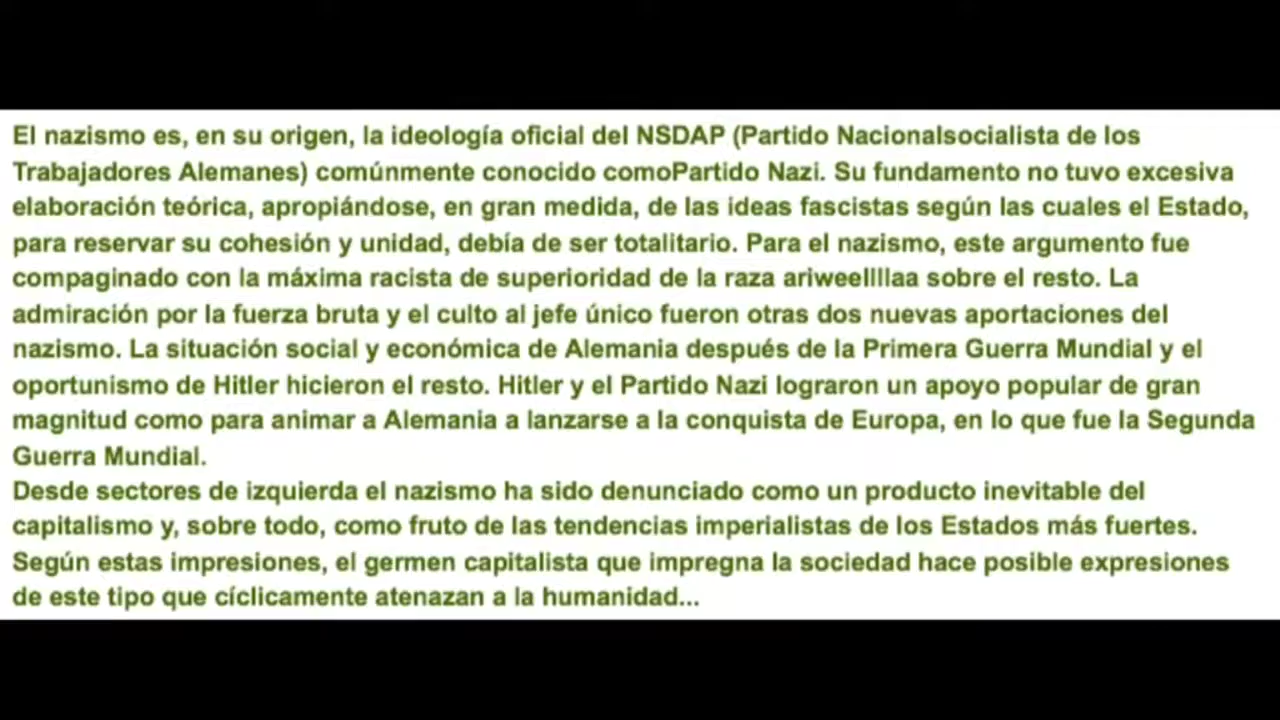 El nazismo es, en su origen, la ideología oficial del NSDAP (Partido Nacionalsocialista de los
Trabajadores Alemanes) comúnmente conocido comoPartido Nazi. Su fundamento no tuvo excesiva
elaboración teórica, apropiándose, en gran medida, de las ideas fascistas según las cuales el Estado,
para reservar su cohesión y unidad, debía de ser totalitario. Para el nazismo, este argumento fue
compaginado con la máxima racista de superioridad de la raza ariweellllaa sobre el resto. La
admiración por la fuerza bruta y el culto al jefe único fueron otras dos nuevas aportaciones del
nazismo. La situación social y económica de Alemania después de la Primera Guerra Mundial y el
oportunismo de Hitler hicieron el resto. Hitler y el Partido Nazi lograron un apoyo popular de gran
magnitud como para animar a Alemania a lanzarse a la conquista de Europa, en lo que fue la Segunda
Guerra Mundial.
Desde sectores de izquierda el nazismo ha sido denunciado como un producto inevitable del
capitalismo y, sobre todo, como fruto de las tendencias imperialistas de los Estados más fuertes.
Según estas impresiones, el germen capitalista que impregna la sociedad hace posible expresiones
de este tipo que cíclicamente atenazan a la humanidad...